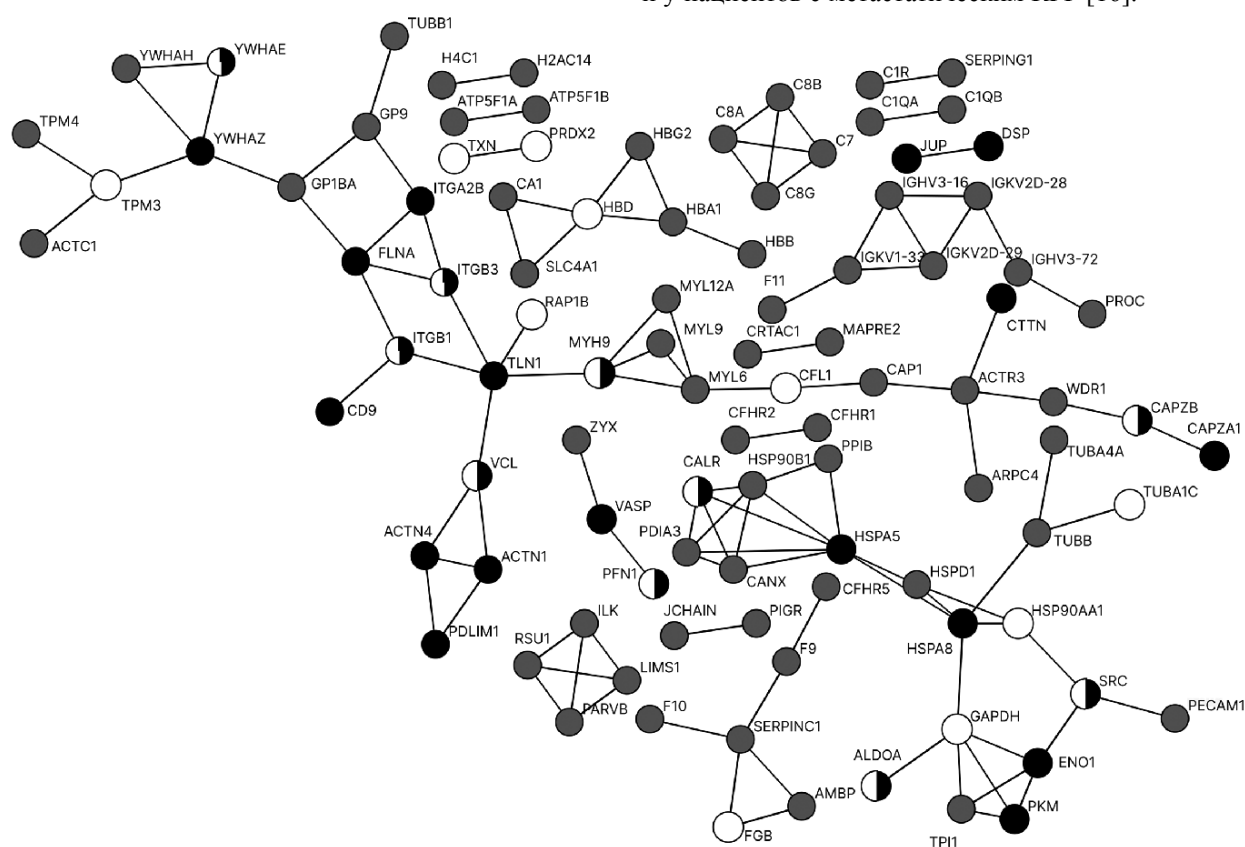 и у пациентов с метастатическим
TUBB1
YWHAH
YWHAE
H4C1
H2AC14
C8B
C1R
SERPING1
TPM4
GP9
ATP5F1A
ATP5F1B
C8A
C1QA
C1QB
YWHAZ
TXN
PRDX2
HBG2
C7
JUP
DSP
TPM3
GP1BA
ITGA2B
CA1
HBD
HBA1
C8G
IGHV3-16
IGKV2D-28
ACTC1
FLNA
ITGB3
SLC4A1
HBB
IGKV1-33
IGKV2D-29
IGHV3-72
RAP1B
MYL12A
F11
PROC
CTTN
ITGB1
MYH9
MYL9
CRTAC1
MAPRE2
TLN1
MYL6
CFL1
CAP1
ACTR3
WDR1
CD9
CAPZB
CAPZA1
ZYX
CFHR2
CFHR1
PPIB
TUBA4A
VCL
CALR
HSP90B1
ARPC4
TUBA1C
VASP
ACTN4
PDIA3
HSPA5
TUBB
ACTN1
PFN1
CANX
CFHR5
HSPD1
ILK
JCHAIN
PIGR
HSP90AA1
PDLIM1
RSU1
F9
HSPA8
LIMS1
SRC
PARVB
F10
SERPINC1
GAPDH
PECAM1
ALDOA
ENO1
AMBP
PKM
FGB
TPI1